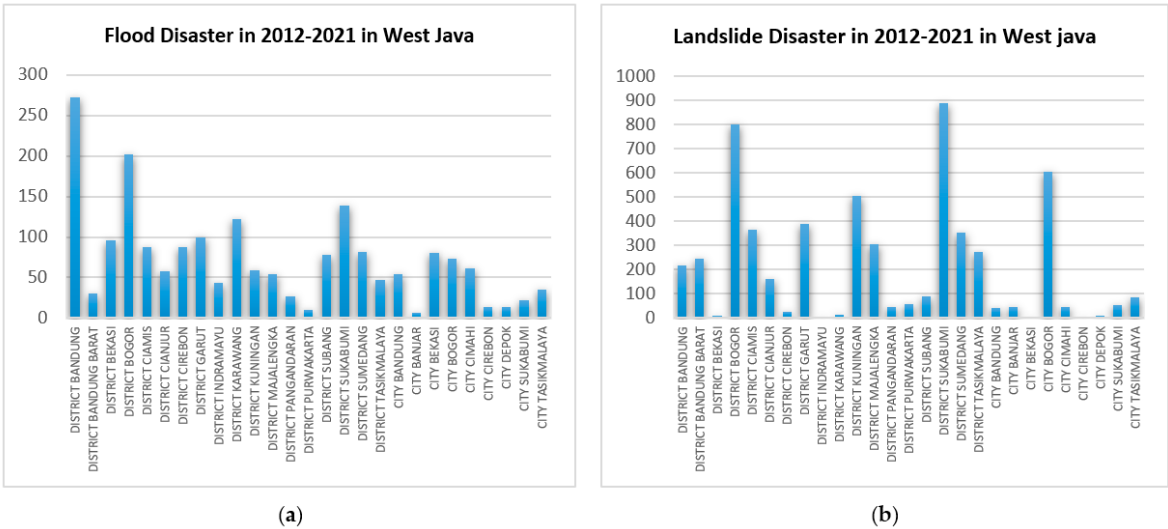 Flood Disaster in 2012-2021 in West Java
300
250
200
150
100
50
0
DISTRICT BANDUNG
DISTRICT BANDUNG BARAT
DISTRICT BEKASI
DISTRICT BOGOR
DISTRICT CIAMIS
DISTRICT CIANJUR
DISTRICT CIREBON
DISTRICT GARUT
DISTRICT INDRAMAYU
DISTRICT KARAWANG
DISTRICT KUNINGAN
DISTRICT MAJALENGKA
DISTRICT PANGANDARAN
DISTRICT PURWAKARTA
DISTRICT SUBANG
DISTRICT SUKABUMI
DISTRICT SUMEDANG
DISTRICT TASIKMALAYA
CITY BANDUNG
CITY BANJAR
CITY BEKASI
CITY BOGOR
CITY CIMAHI
CITY CIREBON
CITY DEPOK
CITY SUKABUMI
CITY TASIKMALAYA
(a)
Landslide Disaster in 2012-2021 in West java
1000
900
800
700
600
500
400
300
200
100
0
DISTRICT BANDUNG
DISTRICT BANDUNG BARAT
DISTRICT BEKASI
DISTRICT BOGOR
DISTRICT CIAMIS
DISTRICT CIANJUR
DISTRICT CIREBON
DISTRICT GARUT
DISTRICT INDRAMAYU
DISTRICT KARAWANG
DISTRICT KUNINGAN
DISTRICT MAJALENGKA
DISTRICT PANGANDARAN
DISTRICT PURWAKARTA
DISTRICT SUBANG
DISTRICT SUKABUMI
DISTRICT SUMEDANG
DISTRICT TASIKMALAYA
CITY BANDUNG
CITY BANJAR
CITY BEKASI
CITY BOGOR
CITY CIMAHI
CITY CIREBON
CITY DEPOK
CITY SUKABUMI
CITY TASIKMALAYA
(b)